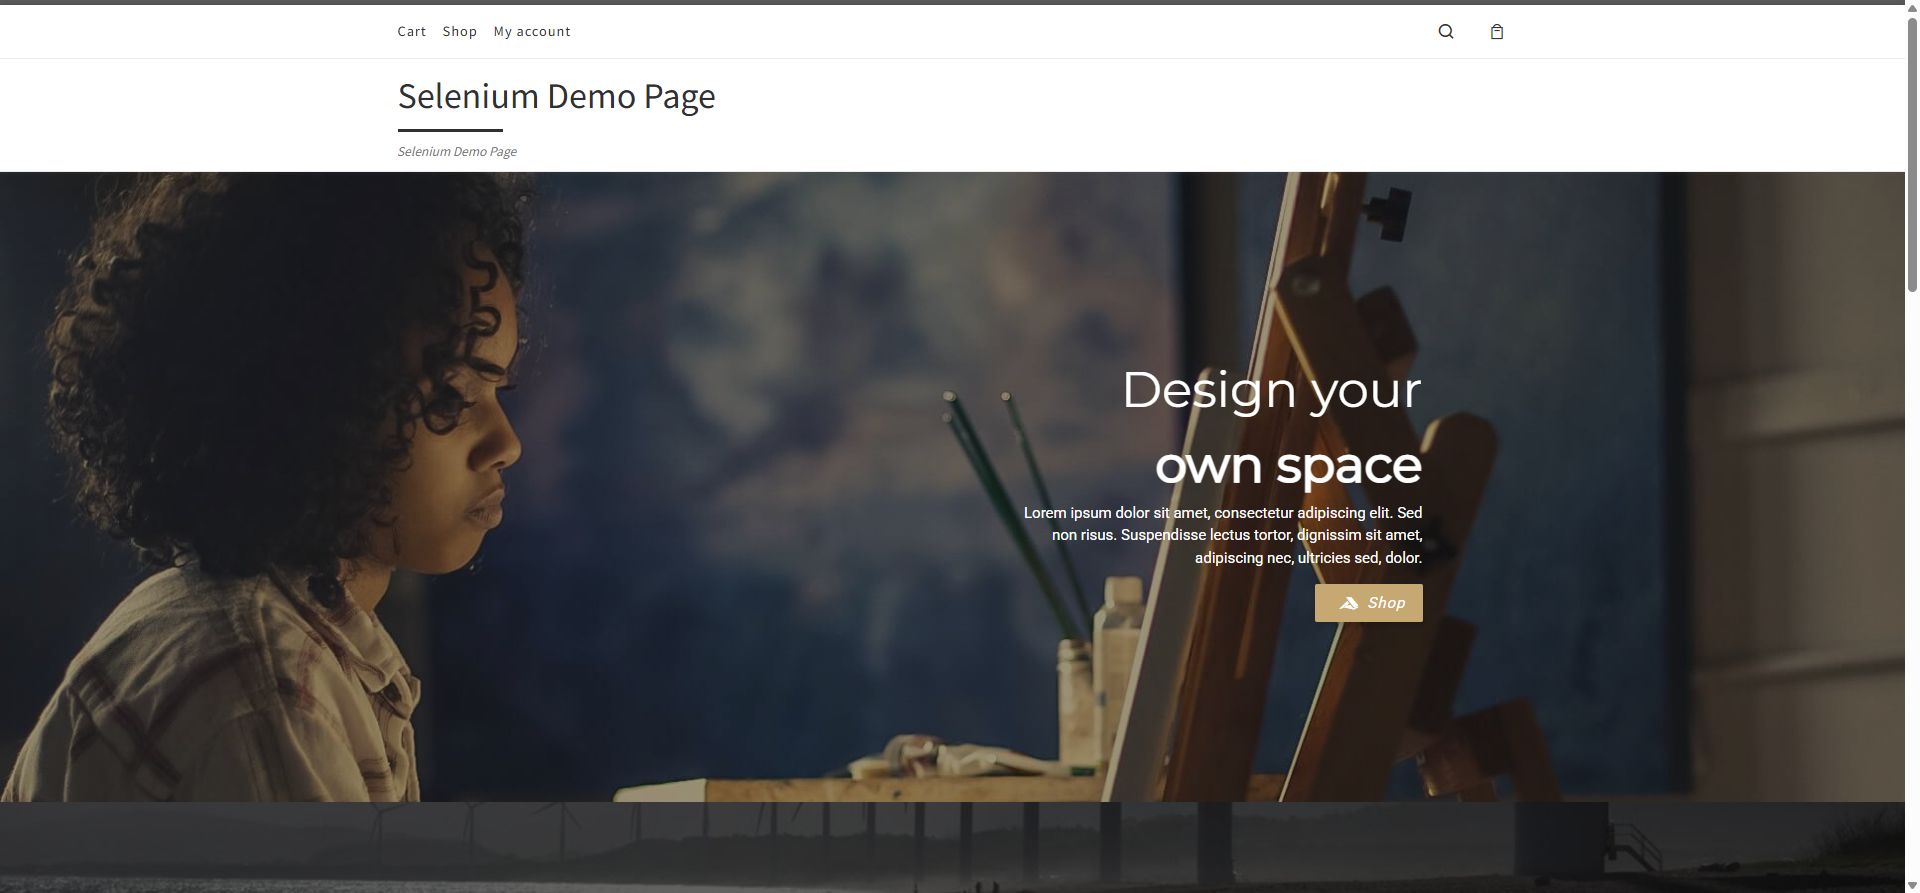 Cart Shop My account
Selenium Demo Page
Selenium Demo Page
Design your
own space
Lorem ipsum dolor sit amet, consectetur adipiscing elit. Sed
non risus. Suspendisse lectus tortor, dignissim sit amet,
adipiscing nec, ultricies sed, dolor.
Shop